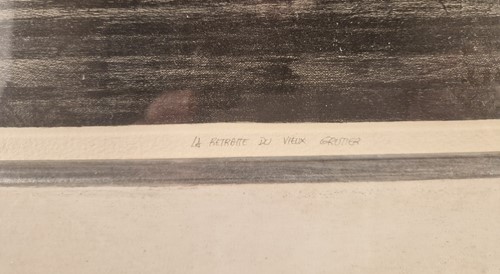 LA RETRAITE DU VIEUX GRUTIER